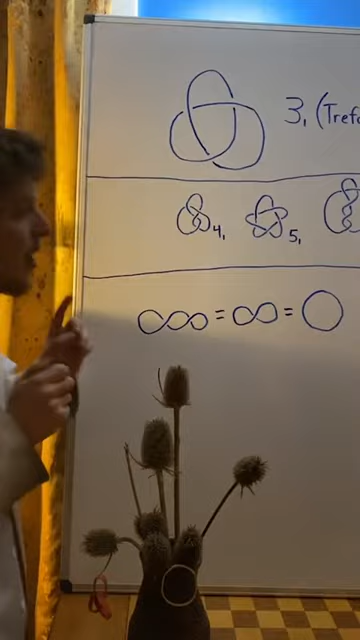 3₁ (Tref
4₁ 5₁
= =